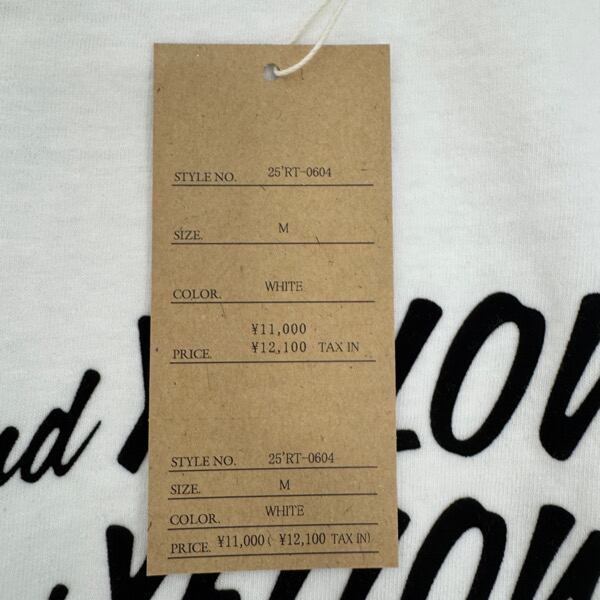 STYLE NO. 25'RT-0604
SIZE. M
COLOR. WHITE
¥11,000
PRICE. ¥12,100 TAX IN
STYLE NO. 25'RT-0604
SIZE. M
COLOR. WHITE
PRICE. ¥11,000( ¥12,100 TAX IN)